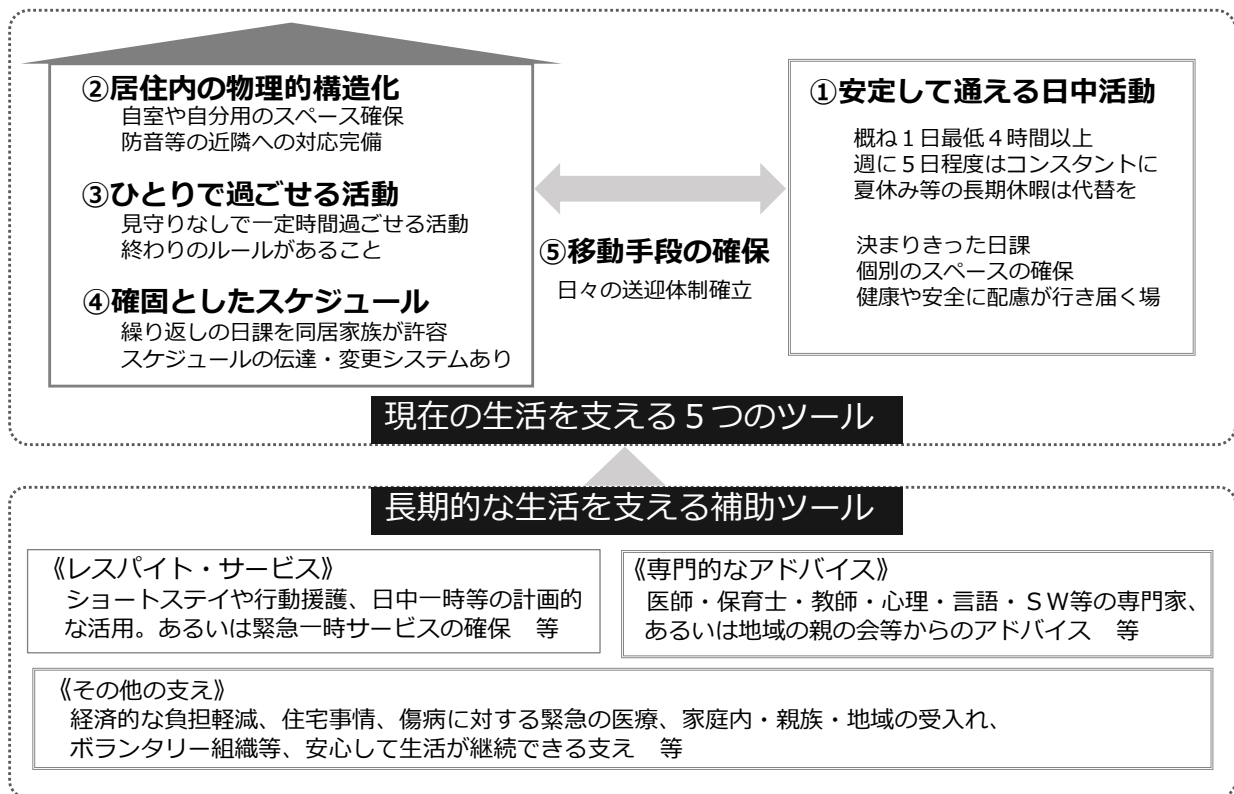 ②居住内の物理的構造化
自室や自分用のスペース確保
防音等の近隣への対応完備
③ひとりで過ごせる活動
見守りなしで一定時間過ごせる活動
終わりのルールがあること
④確固としたスケジュール
繰り返しの日課を同居家族が許容
スケジュールの伝達・変更システムあり
⑤移動手段の確保
日々の送迎体制確立
①安定して通える日中活動
概ね１日最低４時間以上
週に５日程度はコンスタントに
夏休み等の長期休暇は代替を
決まりきった日課
個別のスペースの確保
健康や安全に配慮が行き届く場
現在の生活を支える５つのツール
長期的な生活を支える補助ツール
《レスパイト・サービス》
ショートステイや行動援護、日中一時等の計画的
な活用。あるいは緊急一時サービスの確保　等
《専門的なアドバイス》
医師・保育士・教師・心理・言語・ＳＷ等の専門家、
あるいは地域の親の会等からのアドバイス　等
《その他の支え》
経済的な負担軽減、住宅事情、傷病に対する緊急の医療、家庭内・親族・地域の受入れ、
ボランタリー組織等、安心して生活が継続できる支え　等